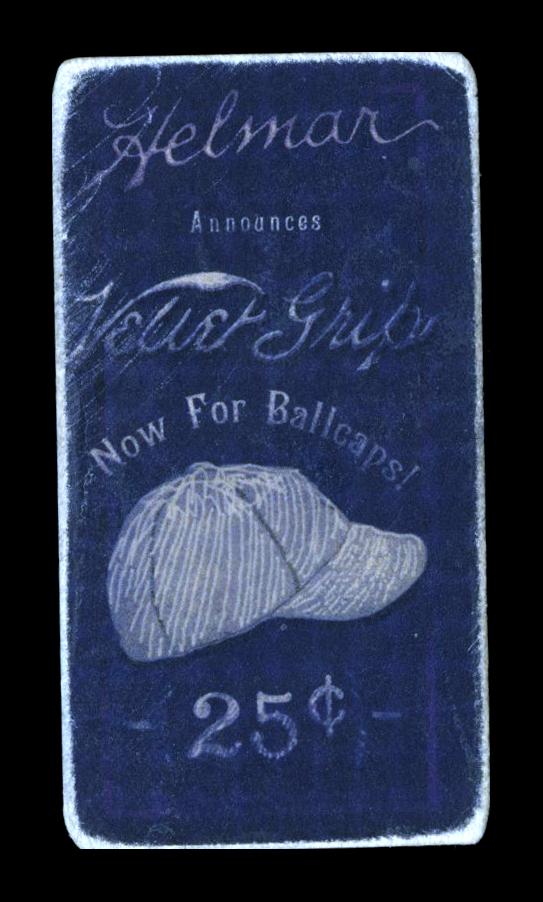 Helmar
Announces
Velvet Grip
Now For Ballcaps!
- 25¢ -